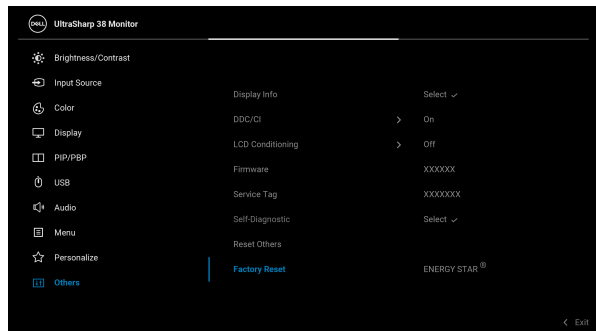 DELL UltraSharp 38 Monitor
Brightness/Contrast
Input Source
Color
Display
PIP/PBP
USB
Audio
Menu
Personalize
Others
Display Info Select
DDC/CI > On
LCD Conditioning > Off
Firmware XXXXXX
Service Tag XXXXXXX
Self-Diagnostic Select
Reset Others
Factory Reset ENERGY STAR ®
< Exit